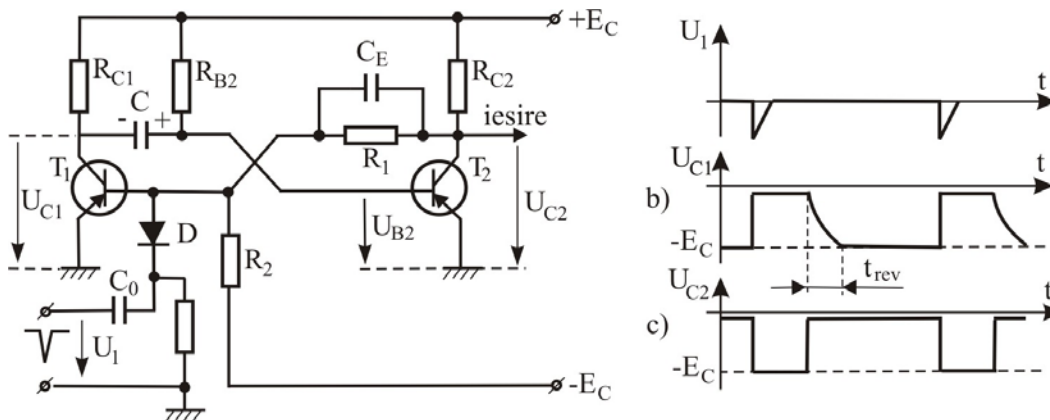 +E_C
R_C1
R_B2
C_E
R_C2
C
- +
iesire
R_1
T_1
T_2
U_C1
D
U_B2
U_C2
R_2
C_0
U_1
-E_C
U_1
t
U_C1
t
b)
-E_C
t_rev
U_C2
t
c)
-E_C